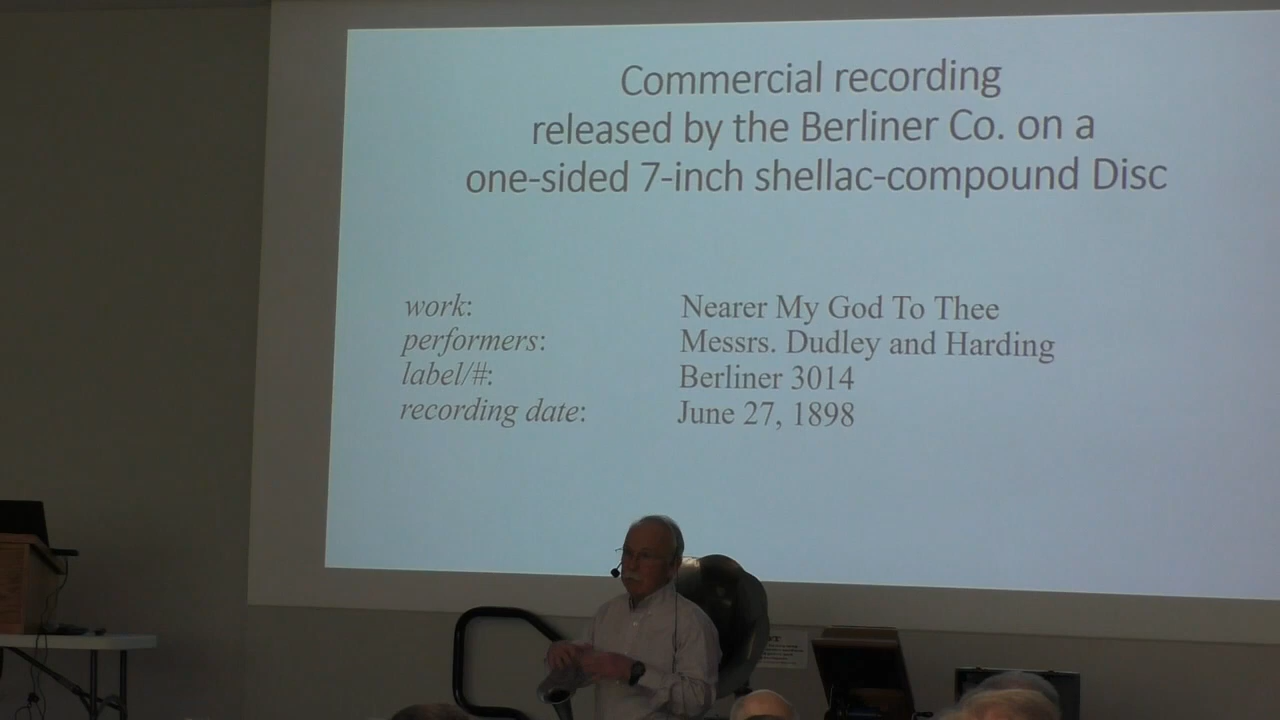 Commercial recording
released by the Berliner Co. on a
one-sided 7-inch shellac-compound Disc
work: Nearer My God To Thee
performers: Messrs. Dudley and Harding
label/#: Berliner 3014
recording date: June 27, 1898